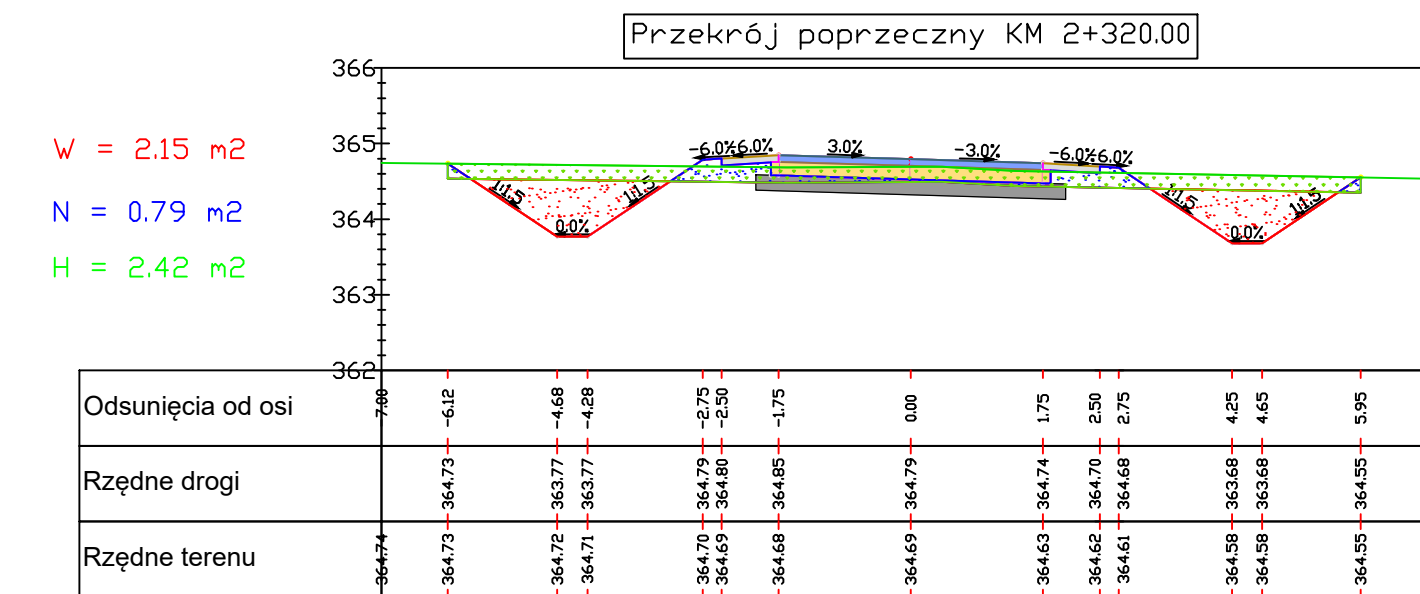 Przekrój poprzeczny KM 2+320.00
366
365
364
363
362
W = 2.15 m2
N = 0.79 m2
H = 2.42 m2
-6.0% -6.0% 3.0% -3.0% -6.0% -6.0%
1:1.5 1:1.5 1:1.5 1:1.5
0.0% 0.0%
Odsunięcia od osi -7.00 -6.12 -4.68 -4.28 -2.75 -2.50 -1.75 0.00 1.75 2.50 2.75 4.25 4.65 5.95
Rzędne drogi 364.73 363.77 363.77 364.79 364.80 364.85 364.79 364.74 364.70 364.68 363.68 363.68 364.55
Rzędne terenu 364.74 364.73 364.72 364.71 364.70 364.69 364.68 364.69 364.63 364.62 364.61 364.58 364.58 364.55